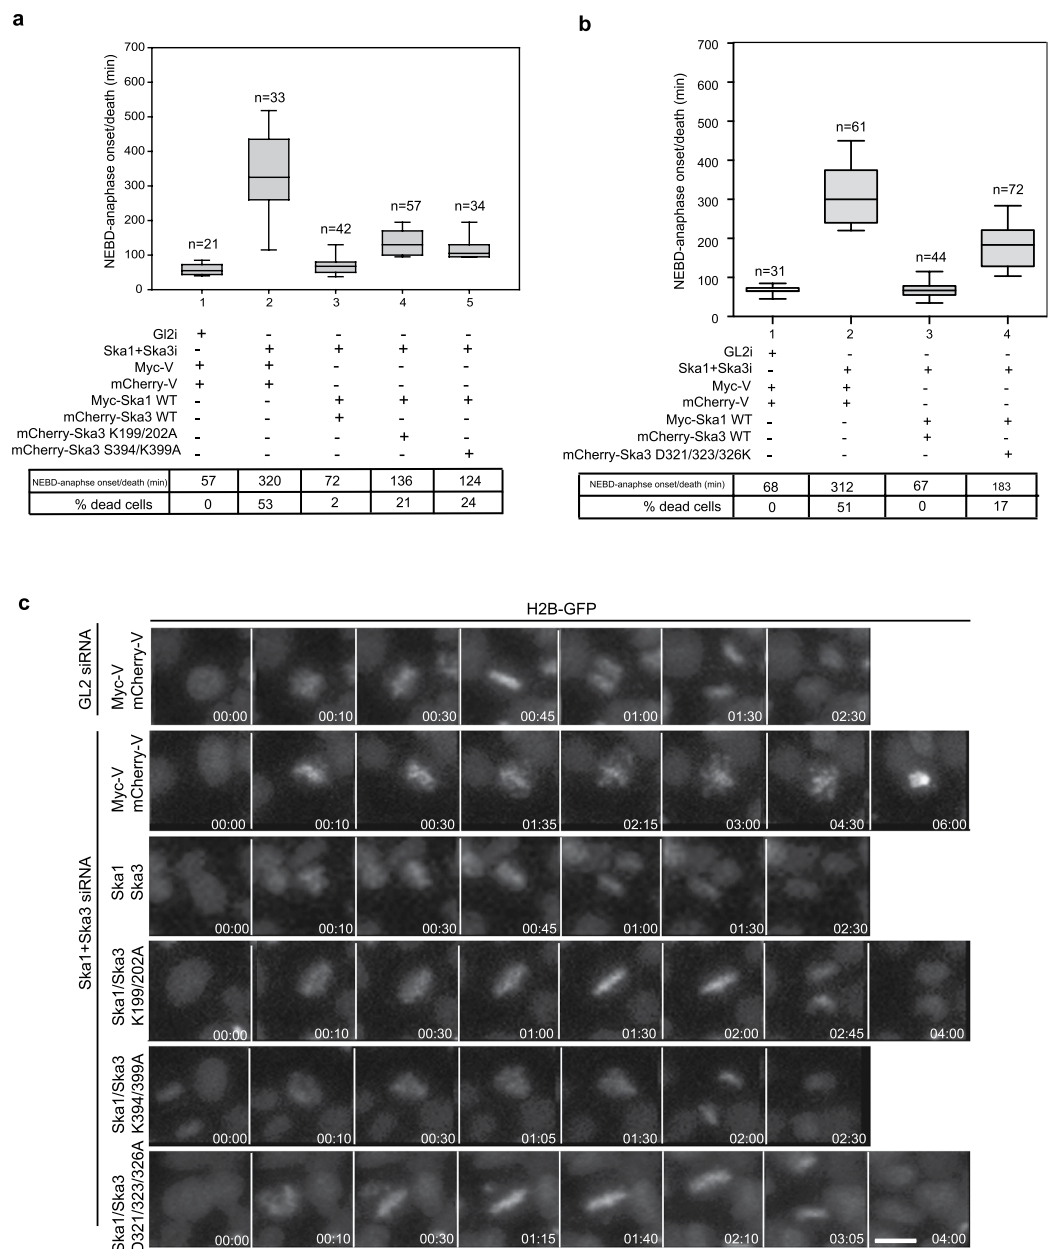 a
NEBD-anaphase onset/death (min)
700
600
500
400
300
200
100
0
n=21
n=33
n=42
n=57
n=34
1 2 3 4 5
Gl2i + - - - -
Ska1+Ska3i - + + + +
Myc-V + + - - -
mCherry-V + + - - -
Myc-Ska1 WT - - + + +
mCherry-Ska3 WT - - + - -
mCherry-Ska3 K199/202A - - - + -
mCherry-Ska3 S394/K399A - - - - +
NEBD-anaphse onset/death (min) 57 320 72 136 124
% dead cells 0 53 2 21 24
b
NEBD-anaphase onset/death (min)
700
600
500
400
300
200
100
0
n=31
n=61
n=44
n=72
1 2 3 4
GL2i + - - -
Ska1+Ska3i - + + +
Myc-V + + - -
mCherry-V + + - -
Myc-Ska1 WT - - + +
mCherry-Ska3 WT - - + -
mCherry-Ska3 D321/323/326K - - - +
NEBD-anaphse onset/death (min) 68 312 67 183
% dead cells 0 51 0 17
c
H2B-GFP
GL2 siRNA
Myc-V
mCherry-V
00:00 00:10 00:30 00:45 01:00 01:30 02:30
Ska1+Ska3 siRNA
Myc-V
mCherry-V
00:00 00:10 00:30 01:35 02:15 03:00 04:30 06:00
Ska1
Ska3
00:00 00:10 00:30 00:45 01:00 01:30 02:30
Ska1/Ska3
K199/202A
00:00 00:10 00:30 01:00 01:30 02:00 02:45 04:00
Ska1/Ska3
K394/399A
00:00 00:10 00:30 01:05 01:30 02:00 02:30
Ska1/Ska3
D321/323/326A
00:00 00:10 00:30 01:15 01:40 02:10 03:05 04:00